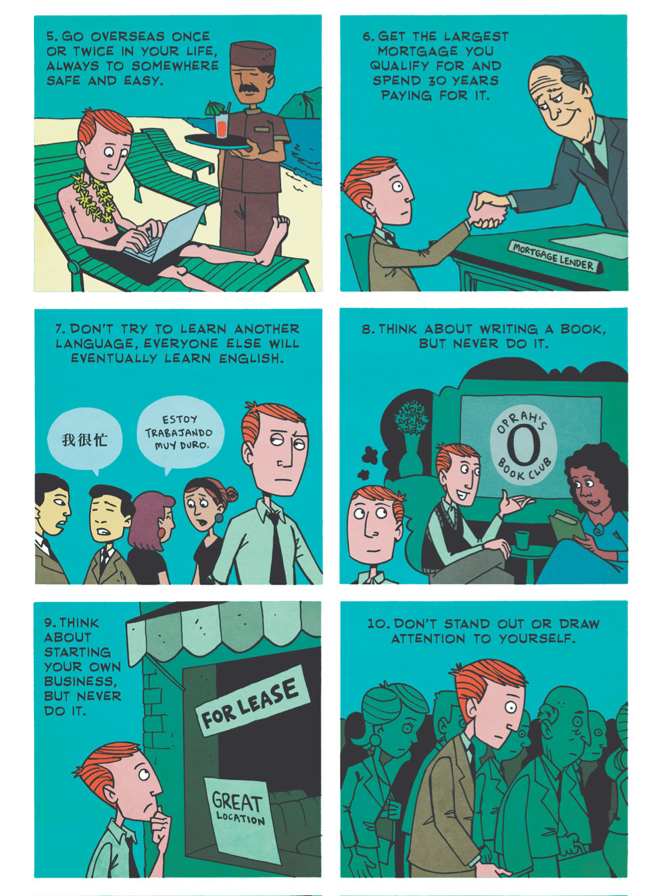 5. GO OVERSEAS ONCE
OR TWICE IN YOUR LIFE,
ALWAYS TO SOMEWHERE
SAFE AND EASY.
6. GET THE LARGEST
MORTGAGE YOU
QUALIFY FOR AND
SPEND 30 YEARS
PAYING FOR IT.
MORTGAGE LENDER
7. DON'T TRY TO LEARN ANOTHER
LANGUAGE, EVERYONE ELSE WILL
EVENTUALLY LEARN ENGLISH.
我很忙
ESTOY
TRABAJANDO
MUY DURO.
8. THINK ABOUT WRITING A BOOK,
BUT NEVER DO IT.
OPRAH'S
O
BOOK CLUB
9. THINK
ABOUT
STARTING
YOUR OWN
BUSINESS,
BUT NEVER
DO IT.
FOR LEASE
GREAT
LOCATION
10. DON'T STAND OUT OR DRAW
ATTENTION TO YOURSELF.